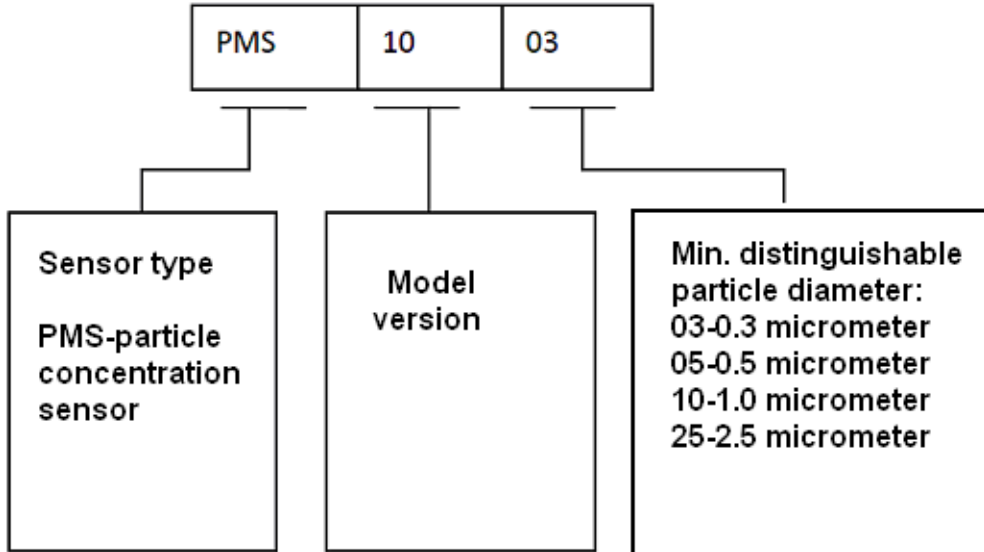 PMS 10 03
Sensor type
PMS-particle
concentration
sensor
Model
version
Min. distinguishable
particle diameter:
03-0.3 micrometer
05-0.5 micrometer
10-1.0 micrometer
25-2.5 micrometer